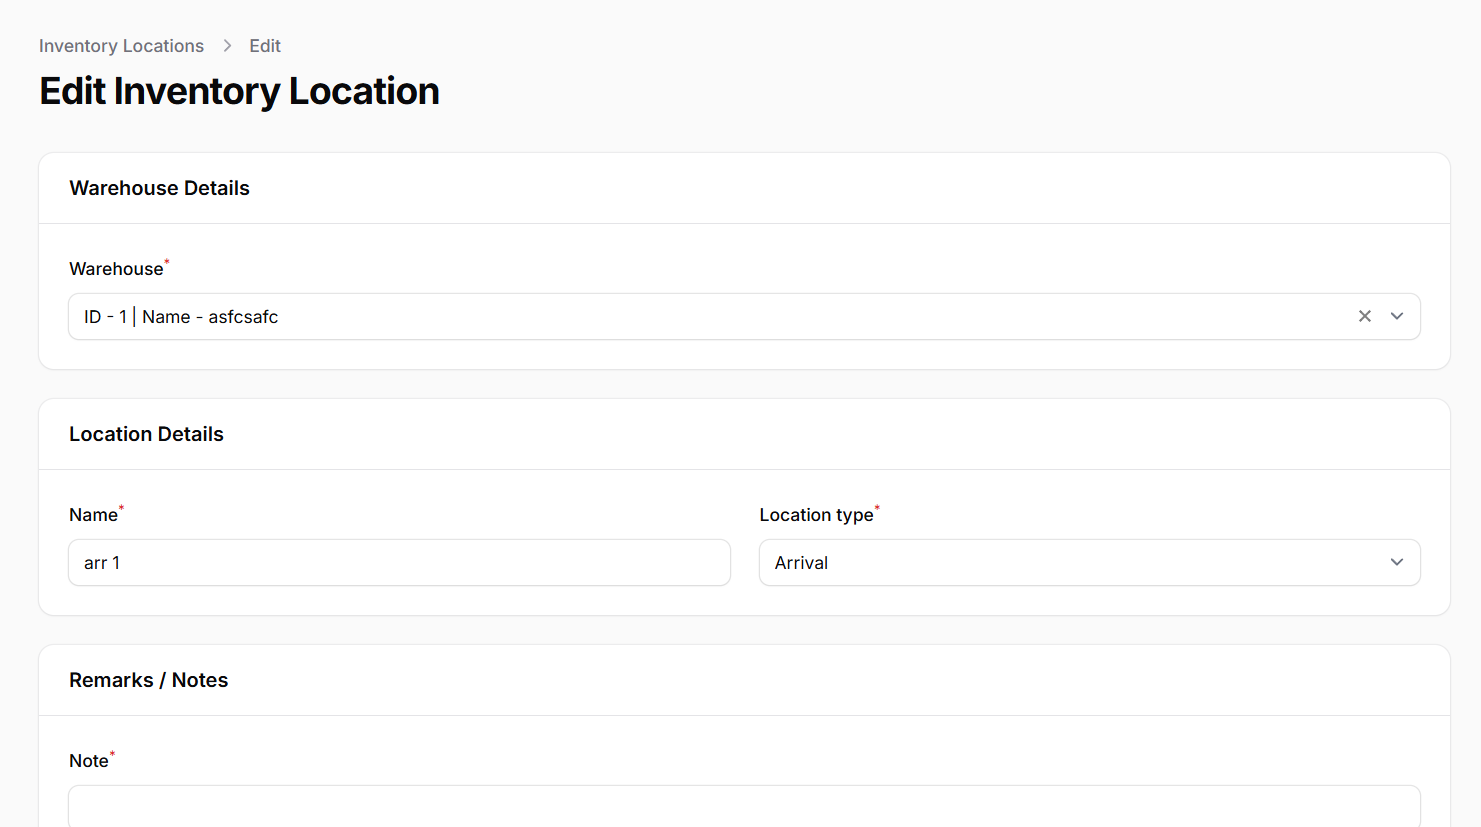 Inventory Locations > Edit
Edit Inventory Location
Warehouse Details
Warehouse*
ID - 1 | Name - asfcsafc
Location Details
Name* Location type*
arr 1 Arrival
Remarks / Notes
Note*